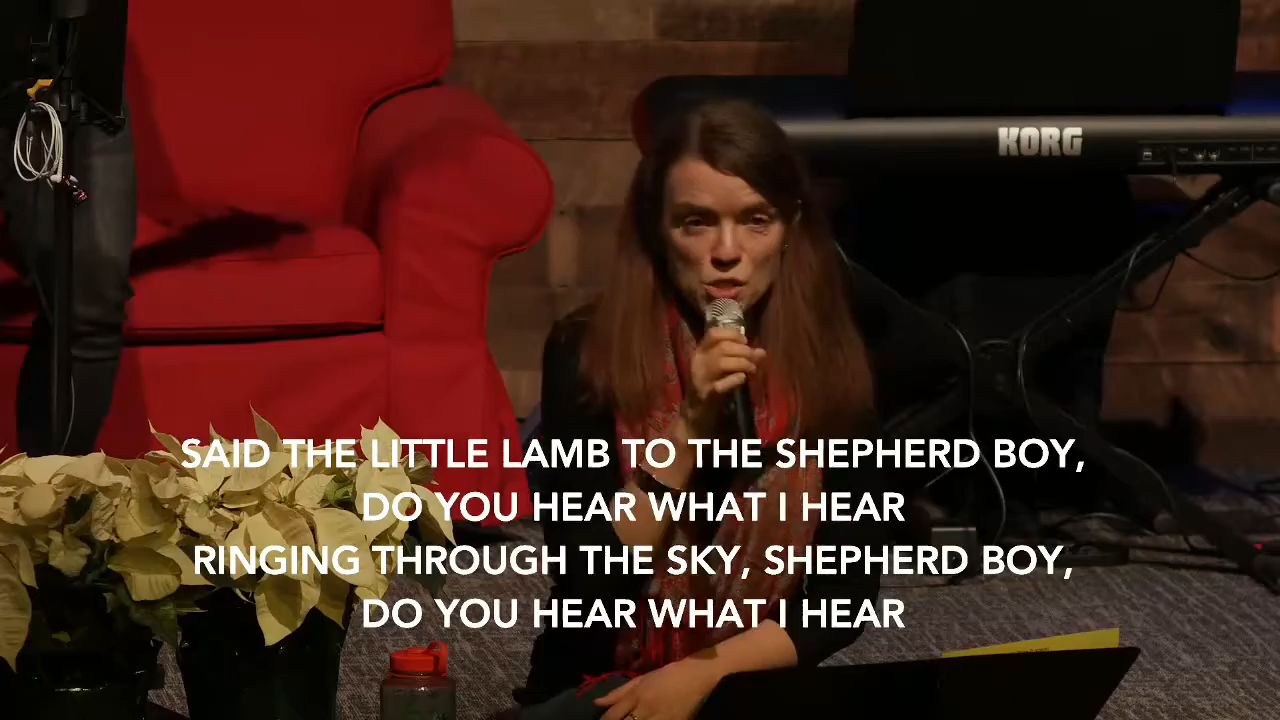 KORG
SAID THE LITTLE LAMB TO THE SHEPHERD BOY,
DO YOU HEAR WHAT I HEAR
RINGING THROUGH THE SKY, SHEPHERD BOY,
DO YOU HEAR WHAT I HEAR